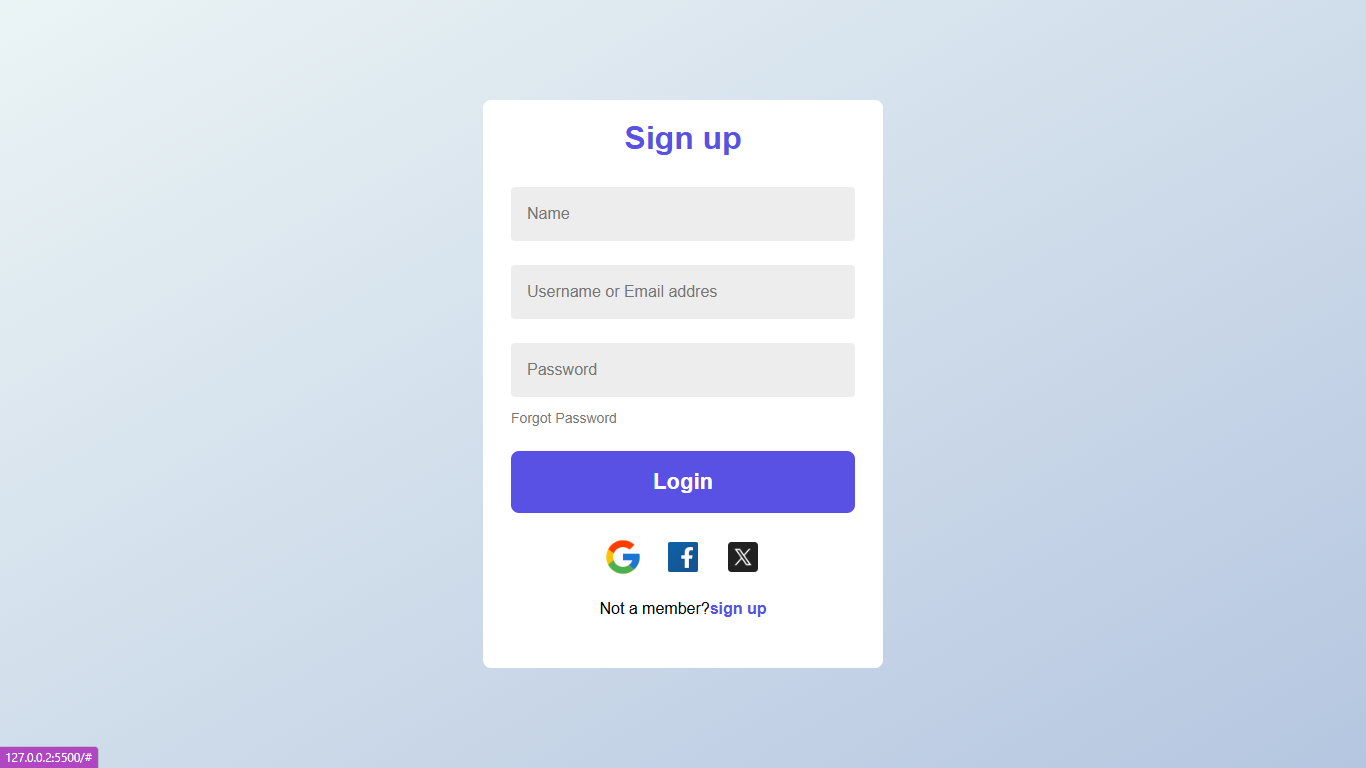 Sign up
Name
Username or Email addres
Password
Forgot Password
Login
Not a member?sign up
127.0.0.2:5500/#